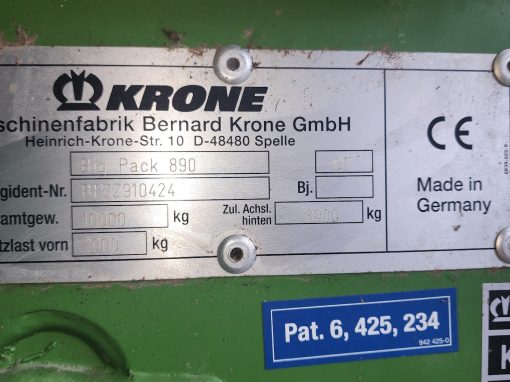 KRONE
schinenfabrik Bernard Krone GmbH
Heinrich-Krone-Str. 10 D-48480 Spelle
Big Pack 890
gident-Nr.
Bj.
amtgew. 10000 kg
Zul. Achsl. hinten 8000 kg
tzlast vorn 2000 kg
CE
Made in
Germany
Pat. 6, 425, 234
942 425-0
K